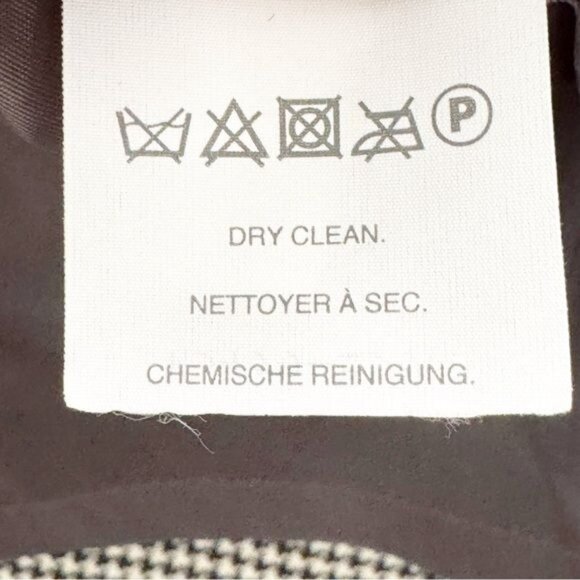 P
DRY CLEAN.
NETTOYER À SEC.
CHEMISCHE REINIGUNG.